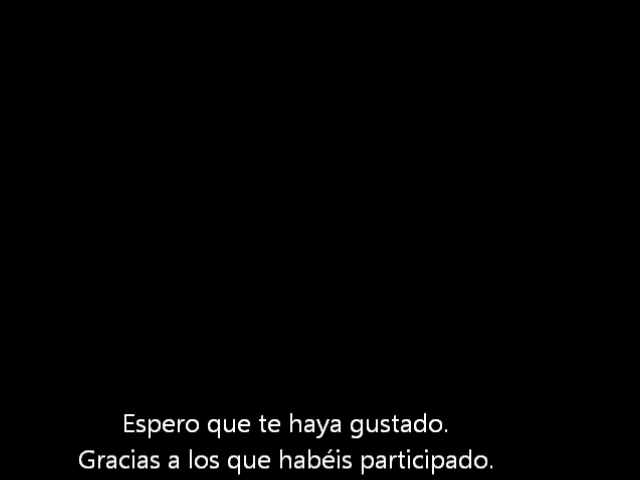 Espero que te haya gustado.
Gracias a los que habéis participado.